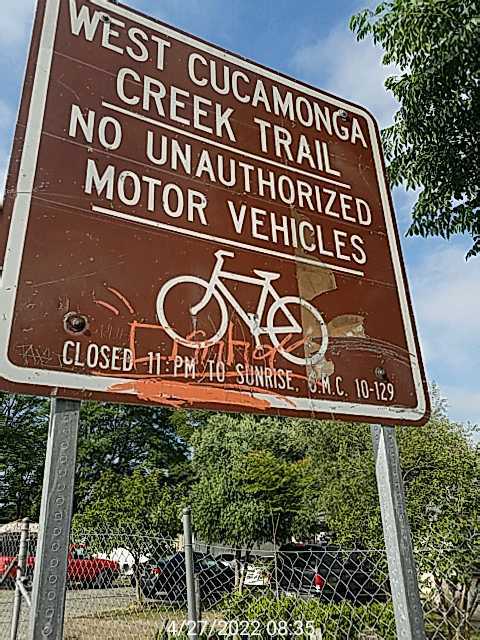 WEST CUCAMONGA
CREEK TRAIL
NO UNAUTHORIZED
MOTOR VEHICLES
CLOSED 11:PM TO SUNRISE, O.M.C. 10-129
4/27/2022 08:35